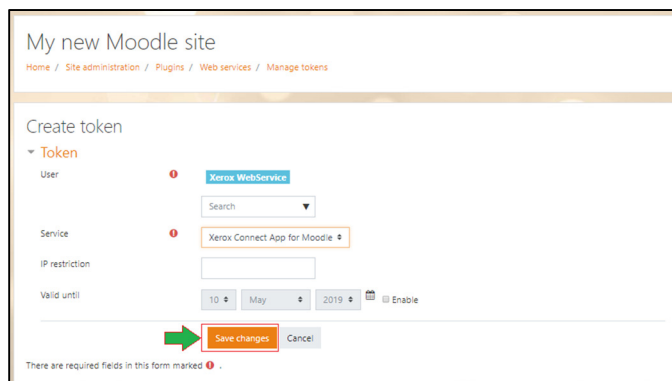 My new Moodle site
Home / Site administration / Plugins / Web services / Manage tokens
Create token
Token
User
Xerox WebService
Search
Service
Xerox Connect App for Moodle
IP restriction
Valid until
10 May 2019 Enable
Save changes Cancel
There are required fields in this form marked .